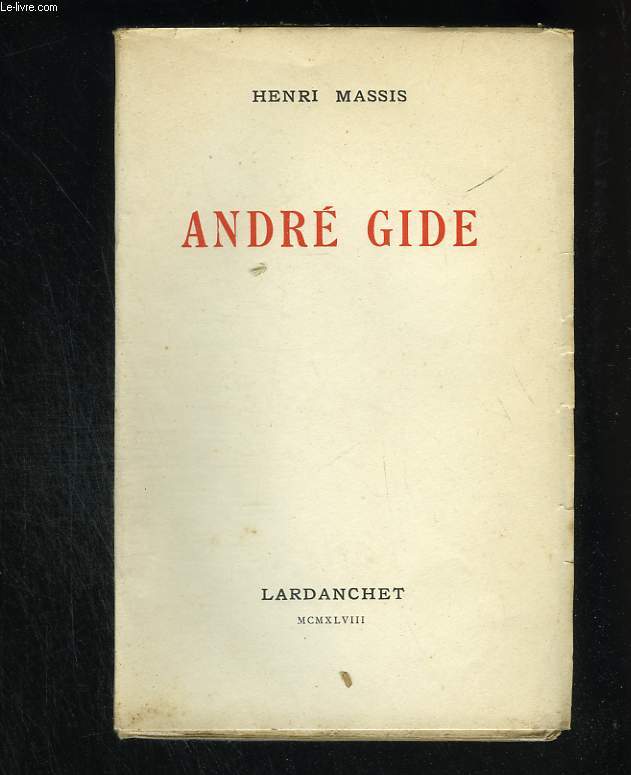 Le-livre.com
HENRI MASSIS
ANDRÉ GIDE
LARDANCHET
MCMXLVIII